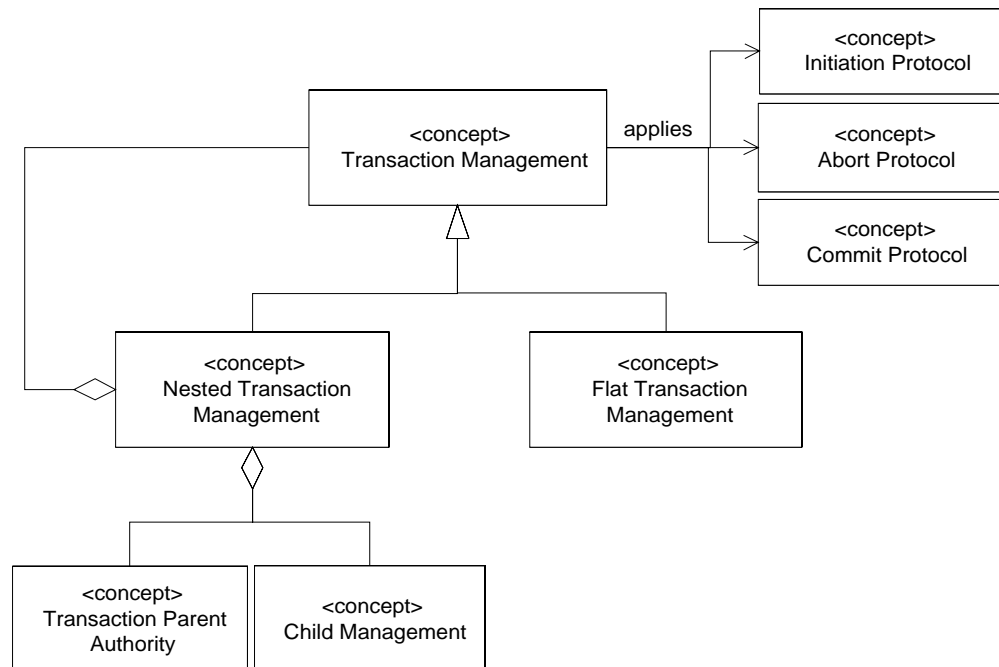 <concept>
Initiation Protocol
<concept>
Transaction Management
applies
<concept>
Abort Protocol
<concept>
Commit Protocol
<concept>
Nested Transaction
Management
<concept>
Flat Transaction
Management
<concept>
Transaction Parent
Authority
<concept>
Child Management